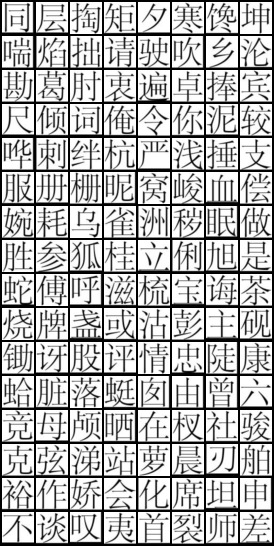 同层掏矩夕寒馋坤
喘焰拙请驶吹乡沦
勘葛肘衷遍卓捧宾
尺倾词俺令你泥较
哗刺绊杭严浅捶支
服册栅昵窝峻血偿
婉耗乌雀洲秽眠做
胜参狐桂立俐旭是
蛇傅呼滋梳宝诲茶
烧牌盏或沽彭主砚
锄讶股评情忠陡康
蛤脏落蜓囱由曾六
竞母颅晒在杈社骏
克弦涕站萝晨刃舶
裕作娇会化席坦申
不谈叹夷首裂师差